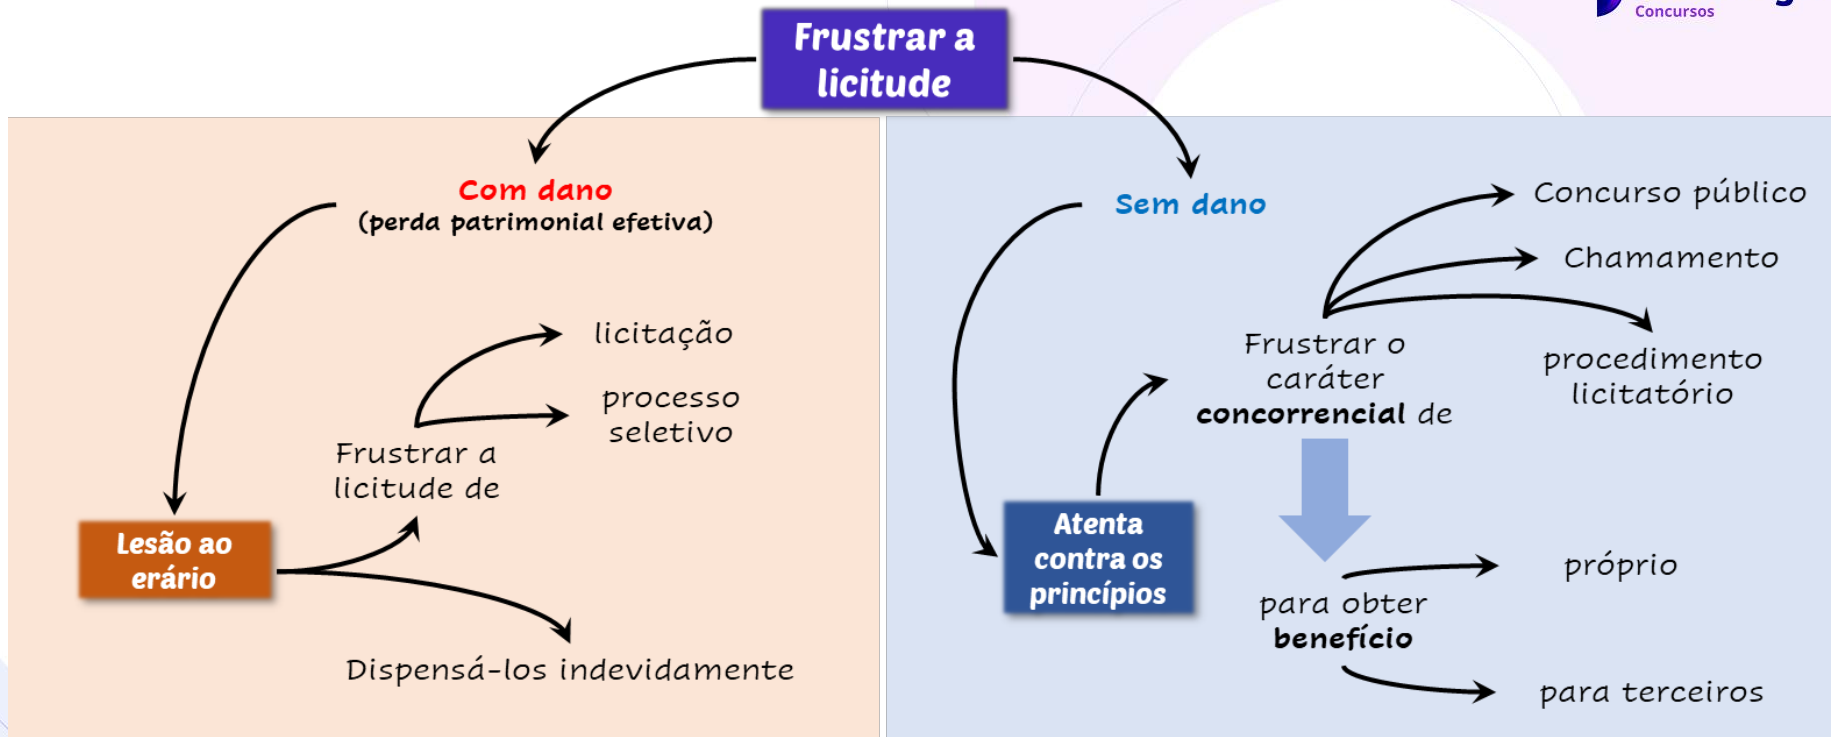 Concursos
Frustrar a
licitude
Com dano
(perda patrimonial efetiva)
licitação
processo
seletivo
Frustrar a
licitude de
Lesão ao
erário
Dispensá-los indevidamente
Sem dano
Concurso público
Chamamento
procedimento
licitatório
Frustrar o
caráter
concorrencial de
Atenta
contra os
princípios
para obter
benefício
próprio
para terceiros